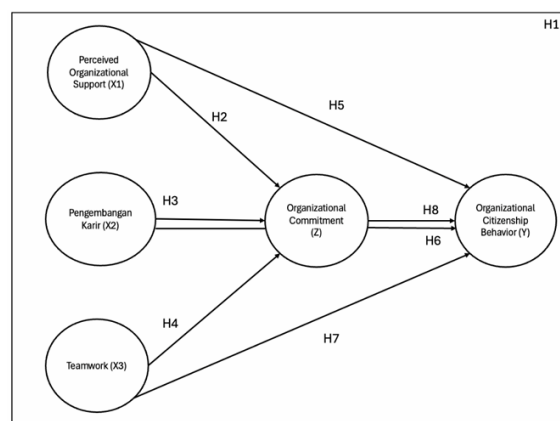 H1
Perceived
Organizational
Support (X1)
H5
H2
Pengembangan
Karir (X2)
H3
Organizational
Commitment
(Z)
H8
H6
Organizational
Citizenship
Behavior (Y)
H4
H7
Teamwork (X3)